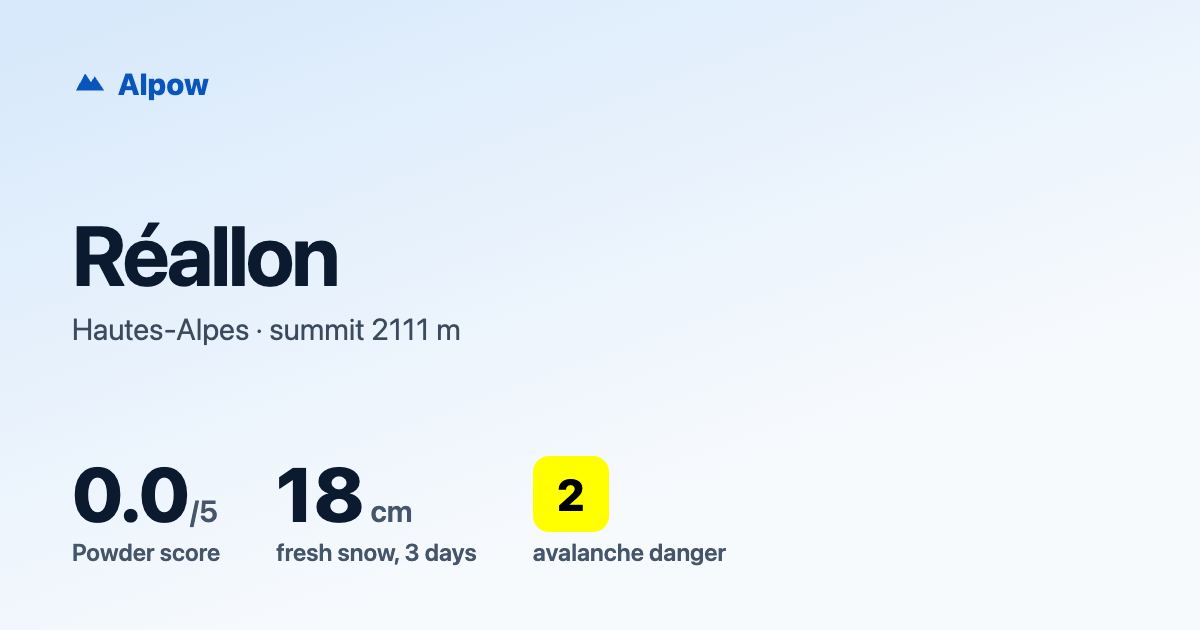 Alpow
Réallon
Hautes-Alpes · summit 2111 m
0.0/5
Powder score
18 cm
fresh snow, 3 days
2
avalanche danger